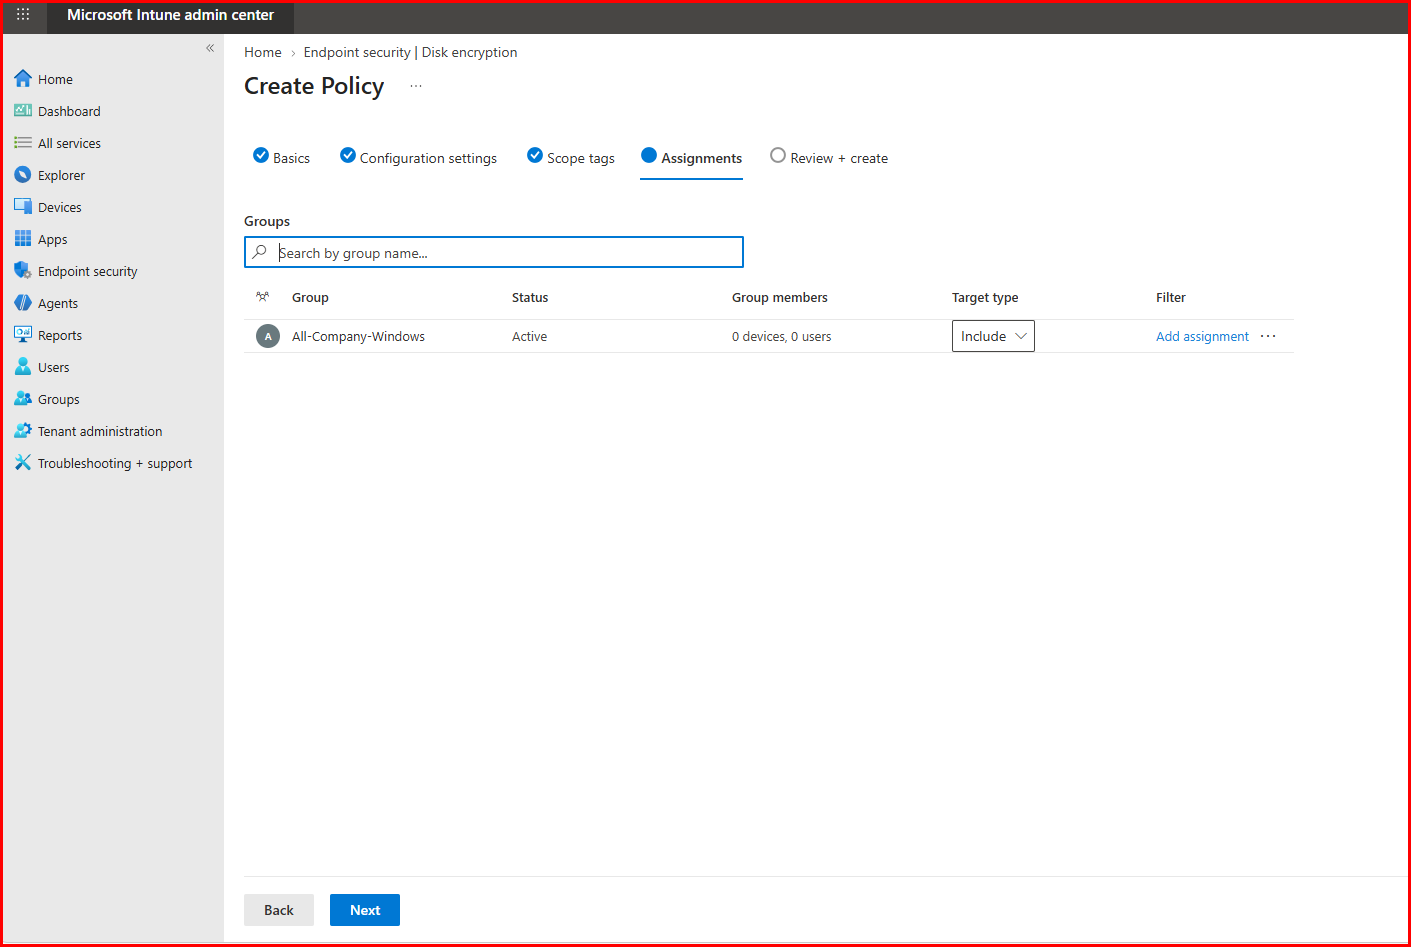 Microsoft Intune admin center
«
Home
Dashboard
All services
Explorer
Devices
Apps
Endpoint security
Agents
Reports
Users
Groups
Tenant administration
Troubleshooting + support
Home > Endpoint security | Disk encryption
Create Policy ...
Basics Configuration settings Scope tags Assignments Review + create
Groups
Search by group name...
Group Status Group members Target type Filter
A All-Company-Windows Active 0 devices, 0 users Include Add assignment ...
Back Next